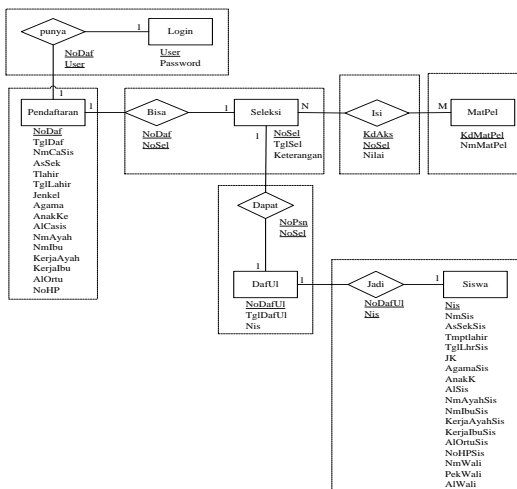 punya
1
Login
NoDaf
User
User
Password
1
Pendaftaran
1
Bisa
1
Seleksi
N
Isi
M
MatPel
NoDaf
TglDaf
NmCaSis
AsSek
Tlahir
TglLahir
Jenkel
Agama
AnakKe
AlCasis
NmAyah
NmIbu
KerjaAyah
KerjaIbu
AlOrtu
NoHP
NoDaf
NoSel
1
NoSel
TglSel
Keterangan
KdAks
NoSel
Nilai
KdMatPel
NmMatPel
Dapat
NoPsn
NoSel
1
DafUl
1
Jadi
1
Siswa
NoDafUl
TglDafUl
Nis
NoDafUl
Nis
Nis
NmSis
AsSekSis
Tmptlahir
TglLhrSis
JK
AgamaSis
AnakK
AlSis
NmAyahSis
NmIbuSis
KerjaAyahSis
KerjaIbuSis
AlOrtuSis
NoHPSis
NmWali
PekWali
AlWali